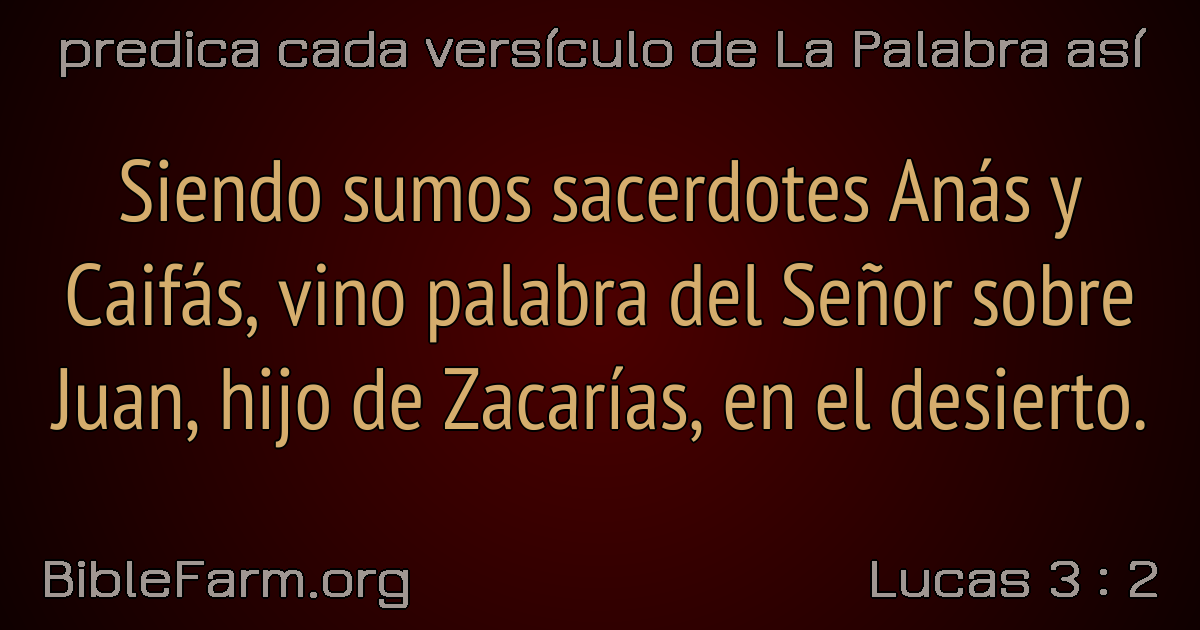 predica cada versículo de La Palabra así
Siendo sumos sacerdotes Anás y
Caifás, vino palabra del Señor sobre
Juan, hijo de Zacarías, en el desierto.
BibleFarm.org
Lucas 3 : 2